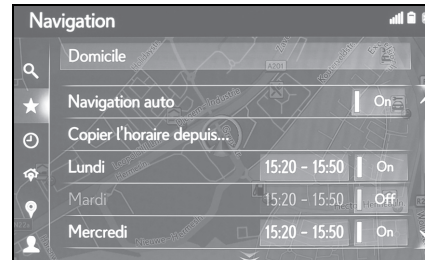 Navigation
Domicile
A201
Navigation auto On
Copier l'horaire depuis...
Lundi 15:20 - 15:50 On
Mardi 15:20 - 15:50 Off
Mercredi 15:20 - 15:50 On